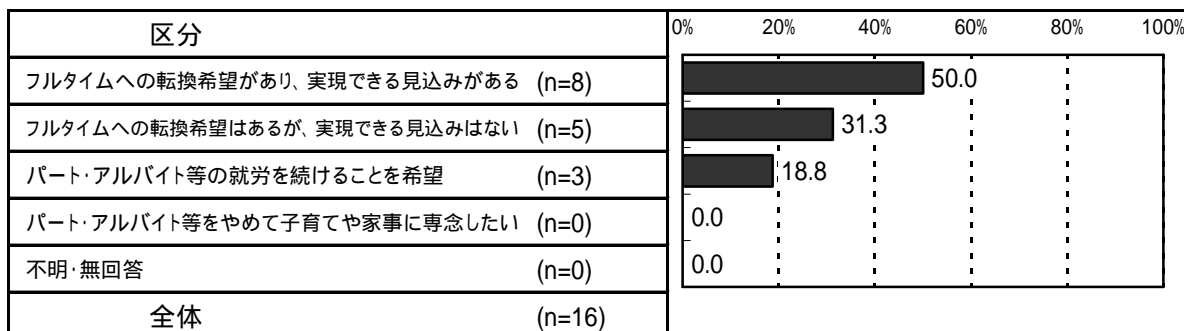 区分
0% 20% 40% 60% 80% 100%
フルタイムへの転換希望があり、実現できる見込みがある (n=8) 50.0
フルタイムへの転換希望はあるが、実現できる見込みはない (n=5) 31.3
パート・アルバイト等の就労を続けることを希望 (n=3) 18.8
パート・アルバイト等をやめて子育てや家事に専念したい (n=0) 0.0
不明・無回答 (n=0) 0.0
全体 (n=16)